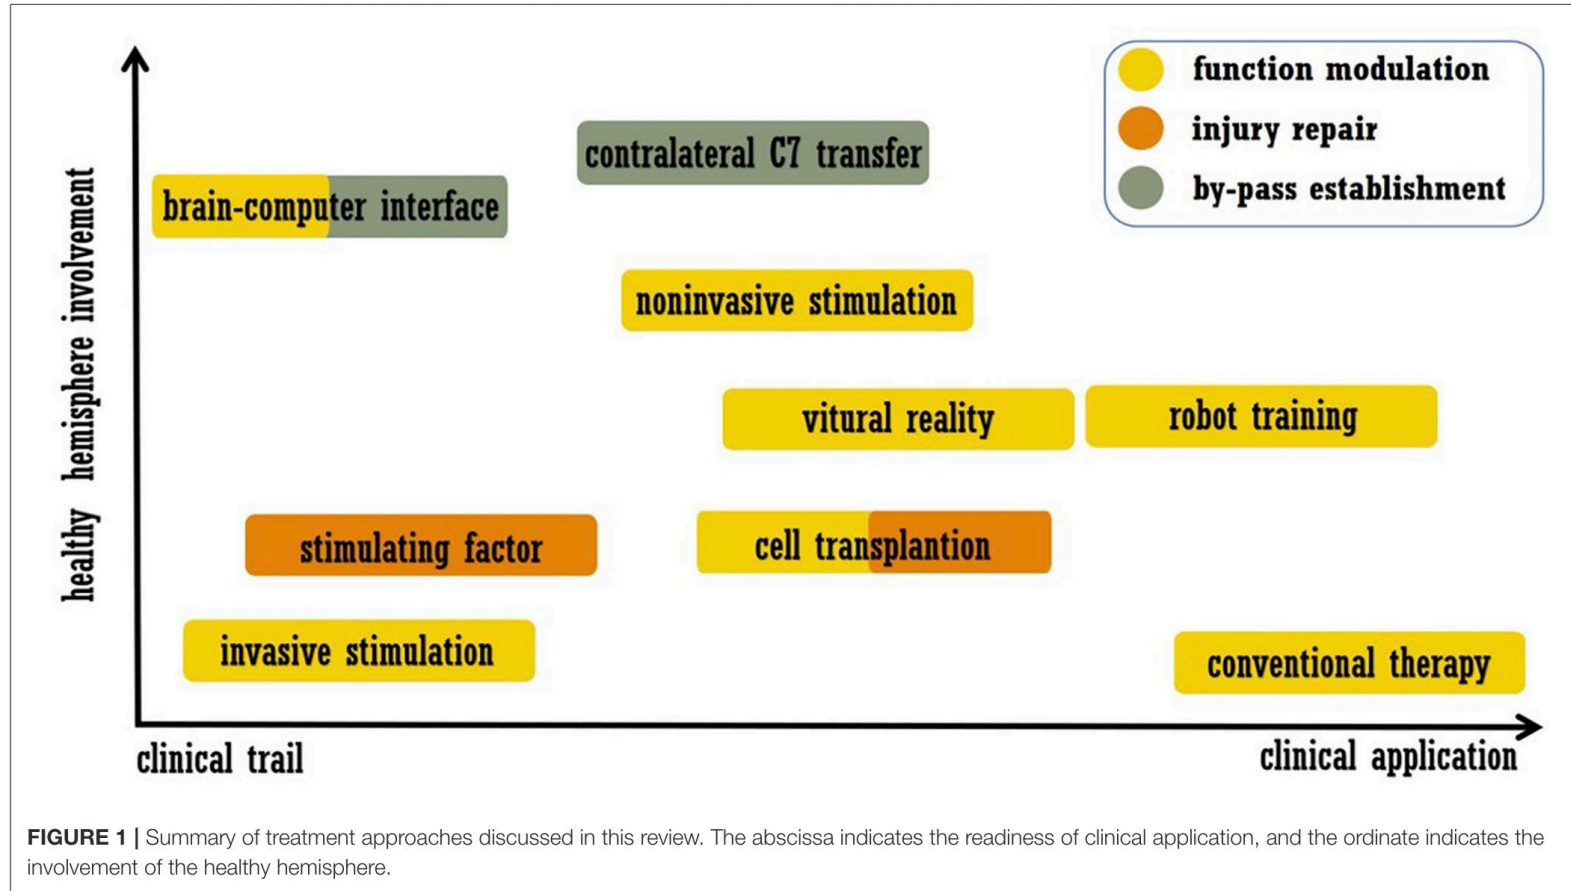 function modulation
injury repair
by-pass establishment
contralateral C7 transfer
brain-computer interface
noninvasive stimulation
vitural reality
robot training
stimulating factor
cell transplantion
invasive stimulation
conventional therapy
healthy hemisphere involvement
clinical trail
clinical application
FIGURE 1 | Summary of treatment approaches discussed in this review. The abscissa indicates the readiness of clinical application, and the ordinate indicates the
involvement of the healthy hemisphere.